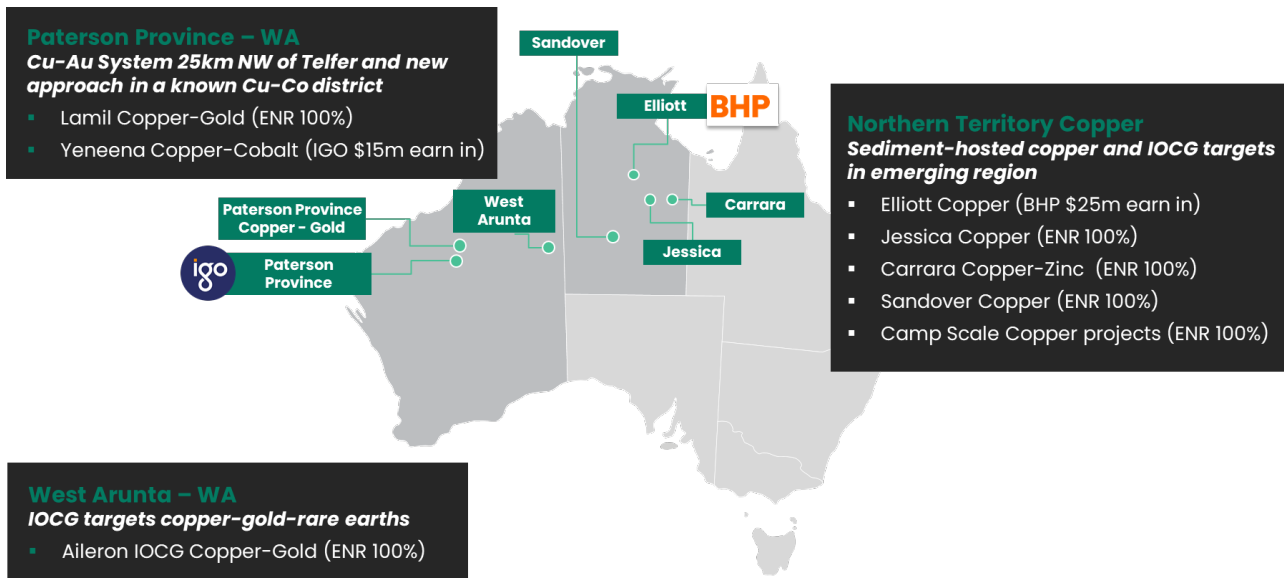 Paterson Province – WA
Cu-Au System 25km NW of Telfer and new
approach in a known Cu-Co district
▪ Lamil Copper-Gold (ENR 100%)
▪ Yeneena Copper-Cobalt (IGO $15m earn in)
Sandover
Elliott
BHP
Northern Territory Copper
Sediment-hosted copper and IOCG targets
in emerging region
▪ Elliott Copper (BHP $25m earn in)
▪ Jessica Copper (ENR 100%)
▪ Carrara Copper-Zinc (ENR 100%)
▪ Sandover Copper (ENR 100%)
▪ Camp Scale Copper projects (ENR 100%)
Paterson Province
Copper - Gold
West
Arunta
Carrara
Jessica
igo
Paterson
Province
West Arunta – WA
IOCG targets copper-gold-rare earths
▪ Aileron IOCG Copper-Gold (ENR 100%)